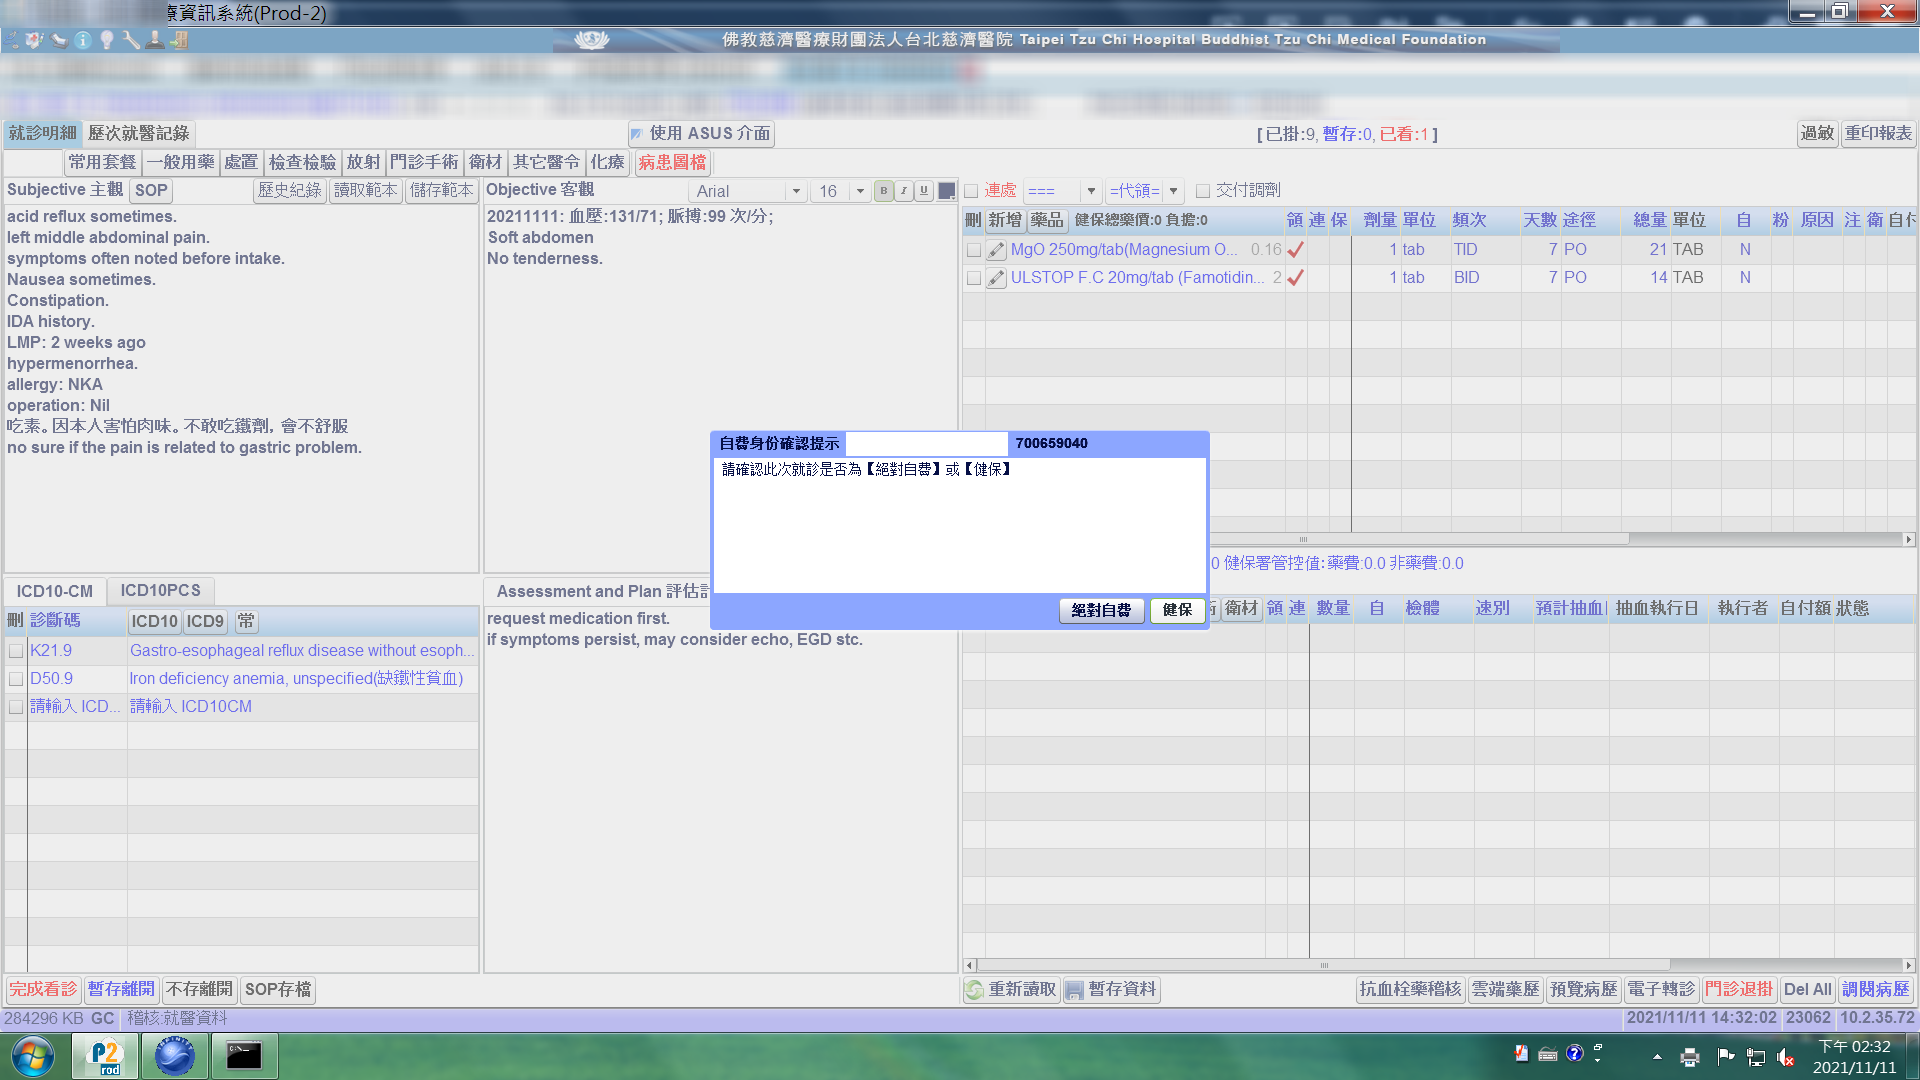 療資訊系統(Prod-2)
佛教慈濟醫療財團法人台北慈濟醫院 Taipei Tzu Chi Hospital Buddhist Tzu Chi Medical Foundation
就診明細 歷次就醫記錄 使用 ASUS 介面 [已掛:9, 暫存:0, 已看:1] 過敏 重印報表
常用套餐 一般用藥 處置 檢查檢驗 放射 門診手術 衛材 其它醫令 化療 病患圖檔
Subjective 主觀 SOP 歷史紀錄 讀取範本 儲存範本
acid reflux sometimes.
left middle abdominal pain.
symptoms often noted before intake.
Nausea sometimes.
Constipation.
IDA history.
LMP: 2 weeks ago
hypermenorrhea.
allergy: NKA
operation: Nil
吃素。因本人害怕肉味。不敢吃鐵劑，會不舒服
no sure if the pain is related to gastric problem.
Objective 客觀 Arial 16 B I U
20211111: 血壓:131/71; 脈搏:99 次/分;
Soft abdomen
No tenderness.
連處 === =代領= 交付調劑
刪 新增 藥品 健保總藥價:0 負擔:0 領 連 保 劑量 單位 頻次 天數 途徑 總量 單位 自 粉 原因 注 衛 自付
MgO 250mg/tab(Magnesium O... 0.16 1 tab TID 7 PO 21 TAB N
ULSTOP F.C 20mg/tab (Famotidin... 2 1 tab BID 7 PO 14 TAB N
自費身份確認提示 700659040
請確認此次就診是否為【絕對自費】或【健保】
絕對自費 健保
0 健保署管控值：藥費:0.0 非藥費:0.0
ICD10-CM ICD10PCS
刪 診斷碼 ICD10 ICD9 常
K21.9 Gastro-esophageal reflux disease without esoph...
D50.9 Iron deficiency anemia, unspecified(缺鐵性貧血)
請輸入 ICD... 請輸入 ICD10CM
Assessment and Plan 評估
request medication first.
if symptoms persist, may consider echo, EGD stc.
衛材 領 連 數量 自 檢體 速別 預計抽血 抽血執行日 執行者 自付額 狀態
完成看診 暫存離開 不存離開 SOP存檔 重新讀取 暫存資料 抗血栓藥稽核 雲端藥歷 預覽病歷 電子轉診 門診退掛 Del All 調閱病歷
284296 KB GC 稽核:就醫資料 2021/11/11 14:32:02 23062 10.2.35.72
P2 rod
下午 02:32
2021/11/11